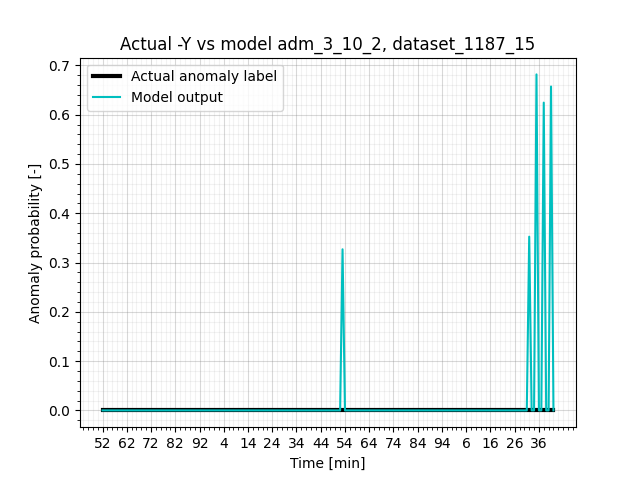 Actual -Y vs model adm_3_10_2, dataset_1187_15
Actual anomaly label
Model output
Anomaly probability [-]
0.7
0.6
0.5
0.4
0.3
0.2
0.1
0.0
52 62 72 82 92 4 14 24 34 44 54 64 74 84 94 6 16 26 36
Time [min]